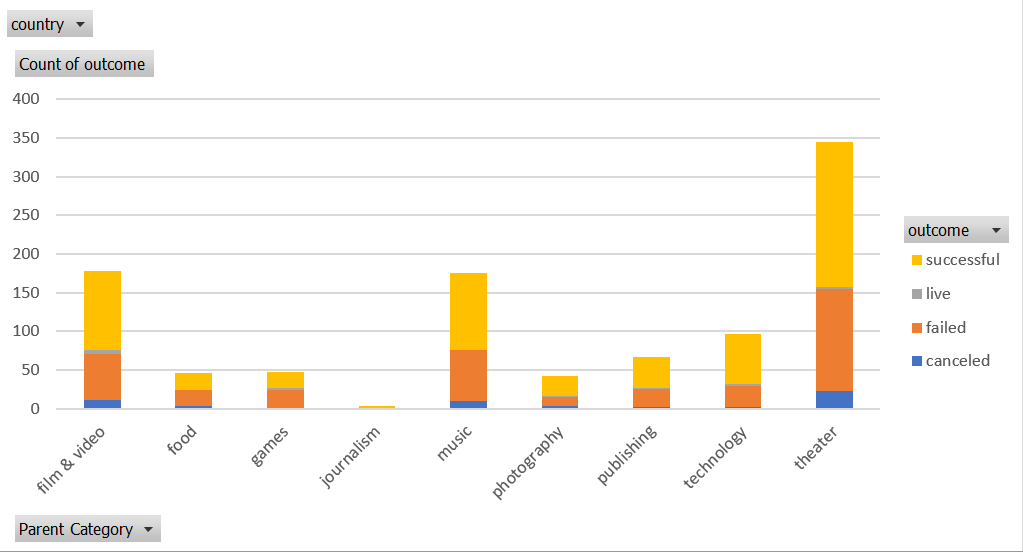 country
Count of outcome
400
350
300
250
200
150
100
50
0
film & video
food
games
journalism
music
photography
publishing
technology
theater
outcome
successful
live
failed
canceled
Parent Category